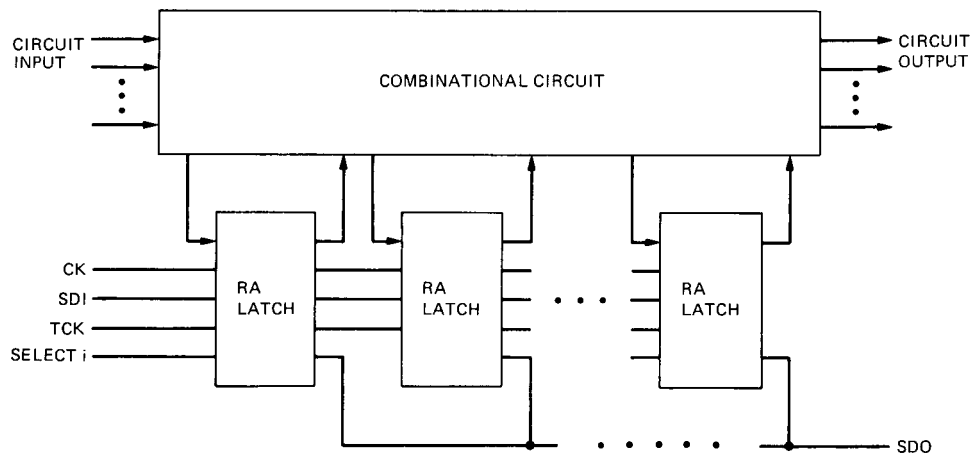 CIRCUIT
INPUT
COMBINATIONAL CIRCUIT
CIRCUIT
OUTPUT
CK
SDI
TCK
SELECT i
RA
LATCH
RA
LATCH
RA
LATCH
SDO